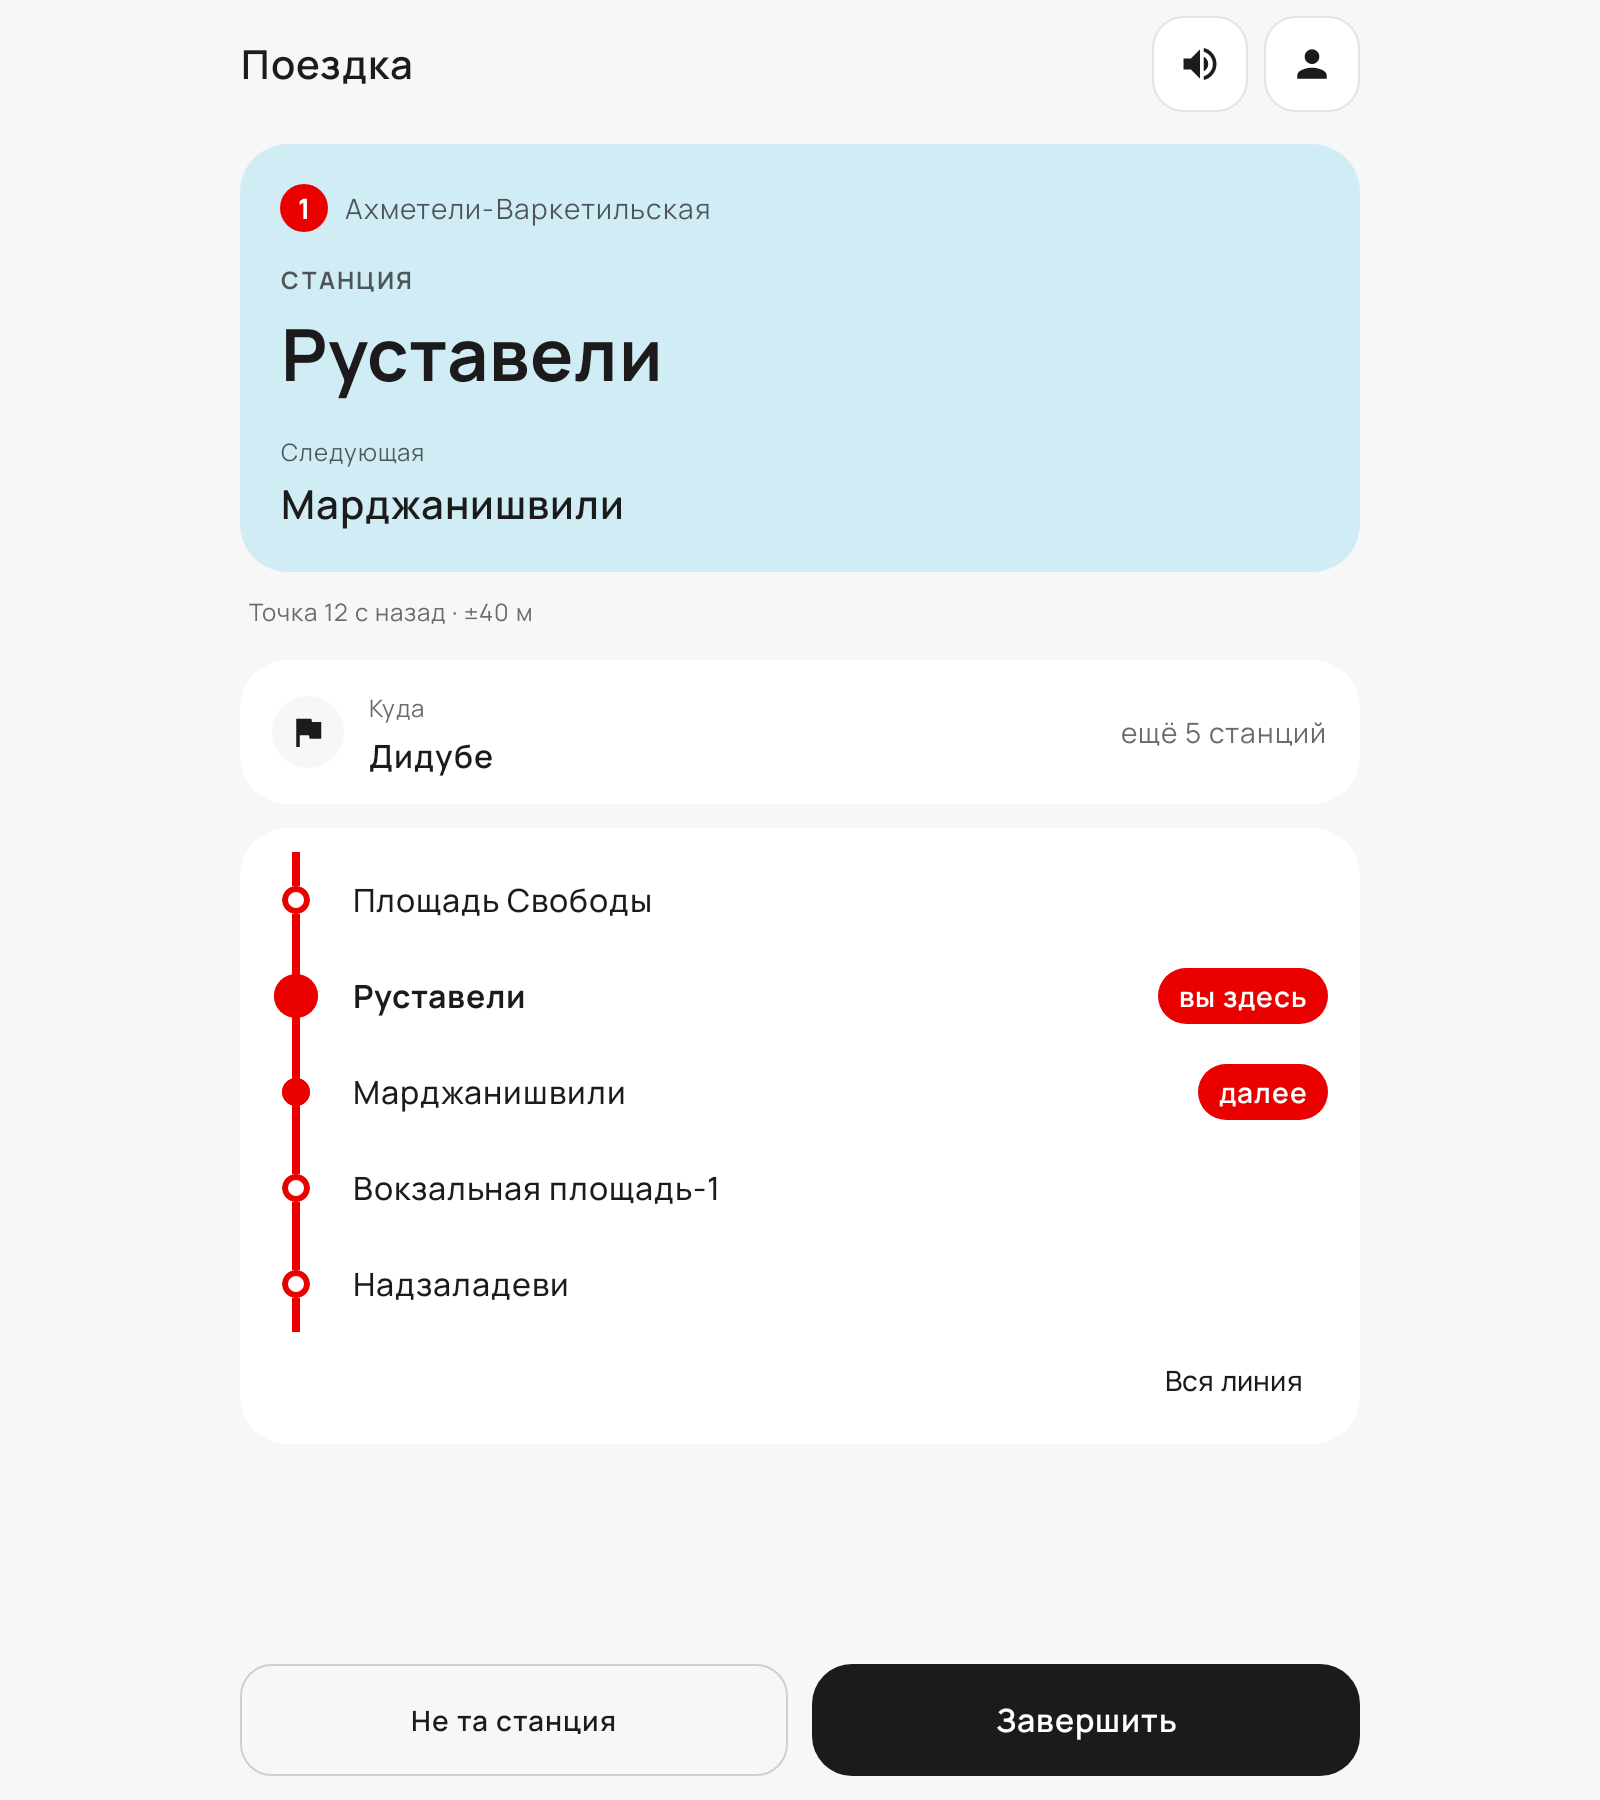 Поездка
1 Ахметели-Варкетильская
СТАНЦИЯ
Руставели
Следующая
Марджанишвили
Точка 12 с назад · ±40 м
Куда
Дидубе
ещё 5 станций
Площадь Свободы
Руставели вы здесь
Марджанишвили далее
Вокзальная площадь-1
Надзаладеви
Вся линия
Не та станция
Завершить